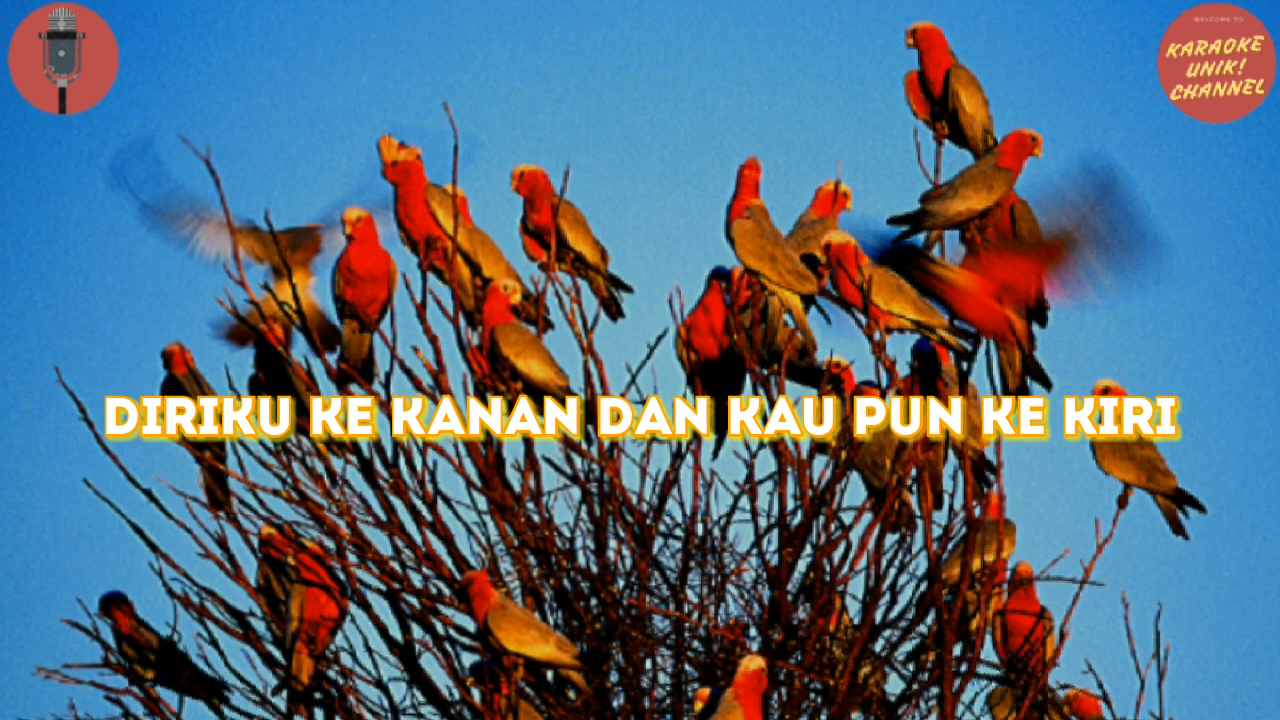 WELCOME TO
KARAOKE
UNIK!
CHANNEL
DIRIKU KE KANAN DAN KAU PUN KE KIRI